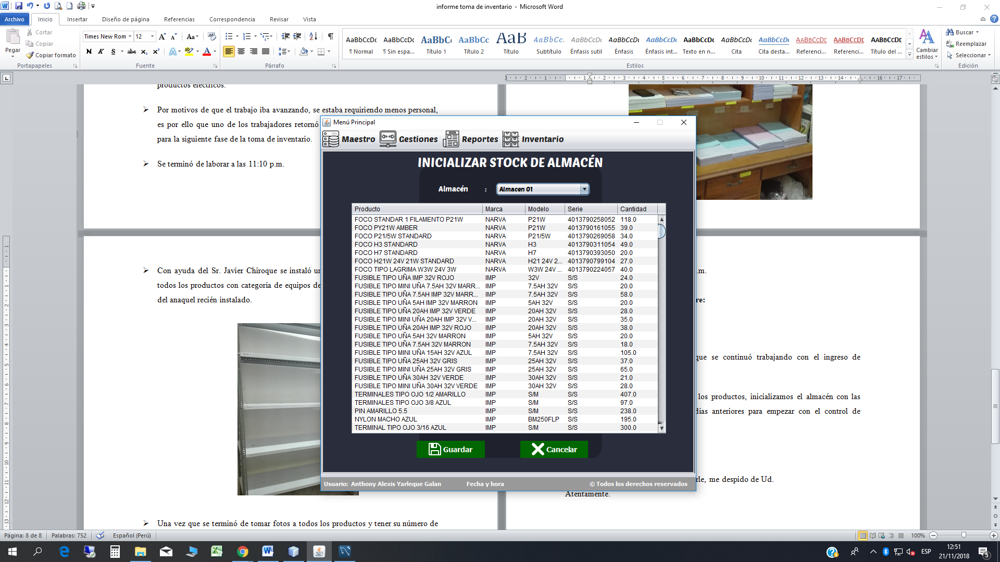 informe toma de inventario - Microsoft Word
Archivo Inicio Insertar Diseño de página Referencias Correspondencia Revisar Vista
Pegar
Cortar
Copiar
Copiar formato
Portapapeles
Times New Rom 12
N K S abc x₂ x² A ab A
Aa
Fuente
Párrafo
AaBbCcDc AaBbCcDc AaBbCc AaBbCc AaB AaBbCc. AaBbCcDc AaBbCcDc AaBbCcDc AaBbCcDc AaBbCcDc AaBbCcDc AABBCCDE AABBCCDE AABBCCDE
¶ Normal ¶ Sin espa... Título 1 Título 2 Título Subtítulo Énfasis sutil Énfasis Énfasis int... Texto en n... Cita Cita desta... Referenci... Referenci... Título del ...
Estilos
Cambiar estilos
Buscar
Reemplazar
Seleccionar
Edición
productos eléctricos.
Por motivos de que el trabajo iba avanzando, se estaba requiriendo menos personal,
es por ello que uno de los trabajadores retornó
para la siguiente fase de la toma de inventario.
Se terminó de laborar a las 11:10 p.m.
Con ayuda del Sr. Javier Chiroque se instaló
todos los productos con categoría de equipos de
del anaquel recién instalado.
Una vez que se terminó de tomar fotos a todos los productos y tener su número de
Menú Principal
Maestro Gestiones Reportes Inventario
INICIALIZAR STOCK DE ALMACÉN
Almacén : Almacen 01
Producto Marca Modelo Serie Cantidad
FOCO STANDAR 1 FILAMENTO P21W NARVA P21W 4013790258052 118.0
FOCO PY21W AMBER NARVA P21W 4013790161055 39.0
FOCO P21/5W STANDARD NARVA P21/5W 4013790269058 34.0
FOCO H3 STANDARD NARVA H3 4013790311054 49.0
FOCO H7 STANDARD NARVA H7 4013790393050 20.0
FOCO H21W 24V 21W STANDARD NARVA H21 24V 2... 4013790799104 27.0
FOCO TIPO LAGRIMA W3W 24V 3W NARVA W3W 24V ... 4013790224057 40.0
FUSIBLE TIPO UÑA IMP 32V ROJO IMP 32V S/S 24.0
FUSIBLE TIPO MINI UÑA 7.5AH 32V MARR... IMP 7.5AH 32V S/S 20.0
FUSIBLE TIPO UÑA 7.5AH IMP 32V MARR... IMP 7.5AH 32V S/S 58.0
FUSIBLE TIPO UÑA 5AH IMP 32V MARRON IMP 5AH 32V S/S 20.0
FUSIBLE TIPO UÑA 20AH IMP 32V VERDE IMP 20AH 32V S/S 28.0
FUSIBLE TIPO MINI UÑA 20AH IMP 32V V... IMP 20AH 32V S/S 35.0
FUSIBLE TIPO UÑA 20AH IMP 32V ROJO IMP 20AH 32V S/S 38.0
FUSIBLE TIPO UÑA 5AH 32V MARRON IMP 5AH 32V S/S 20.0
FUSIBLE TIPO UÑA 7.5AH 32V MARRON IMP 7.5AH 32V S/S 18.0
FUSIBLE TIPO MINI UÑA 15AH 32V AZUL IMP 7.5AH 32V S/S 105.0
FUSIBLE TIPO UÑA 25AH 32V GRIS IMP 25AH 32V S/S 37.0
FUSIBLE TIPO MINI UÑA 25AH 32V GRIS IMP 25AH 32V S/S 65.0
FUSIBLE TIPO UÑA 30AH 32V VERDE IMP 30AH 32V S/S 21.0
FUSIBLE TIPO MINI UÑA 30AH 32V VERDE IMP 30AH 32V S/S 28.0
TERMINALES TIPO OJO 1/2 AMARILLO IMP S/M S/S 407.0
TERMINALES TIPO OJO 3/8 AZUL IMP S/M S/S 97.0
PIN AMARILLO 5.5 IMP S/M S/S 238.0
NYLON MACHO AZUL IMP BM250FLP S/S 195.0
TERMINAL TIPO OJO 3/16 AZUL IMP S/M S/S 300.0
Guardar Cancelar
Usuario: Anthony Alexis Yarleque Galan Fecha y hora © Todos los derechos reservados
.m.
re:
que se continuó trabajando con el ingreso de
los productos, inicializamos el almacén con las
días anteriores para empezar con el control de
rle, me despido de Ud.
Atentamente.
Página: 8 de 8 Palabras: 752 Español (Perú) 100%
ESP 12:51
21/11/2018
5